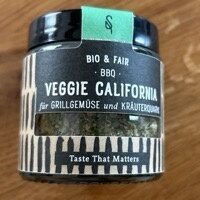 BIO & FAIR
· BBQ ·
VEGGIE CALIFORNIA
für GRILLGEMÜSE und KRÄUTERQUARK
Taste That Matters